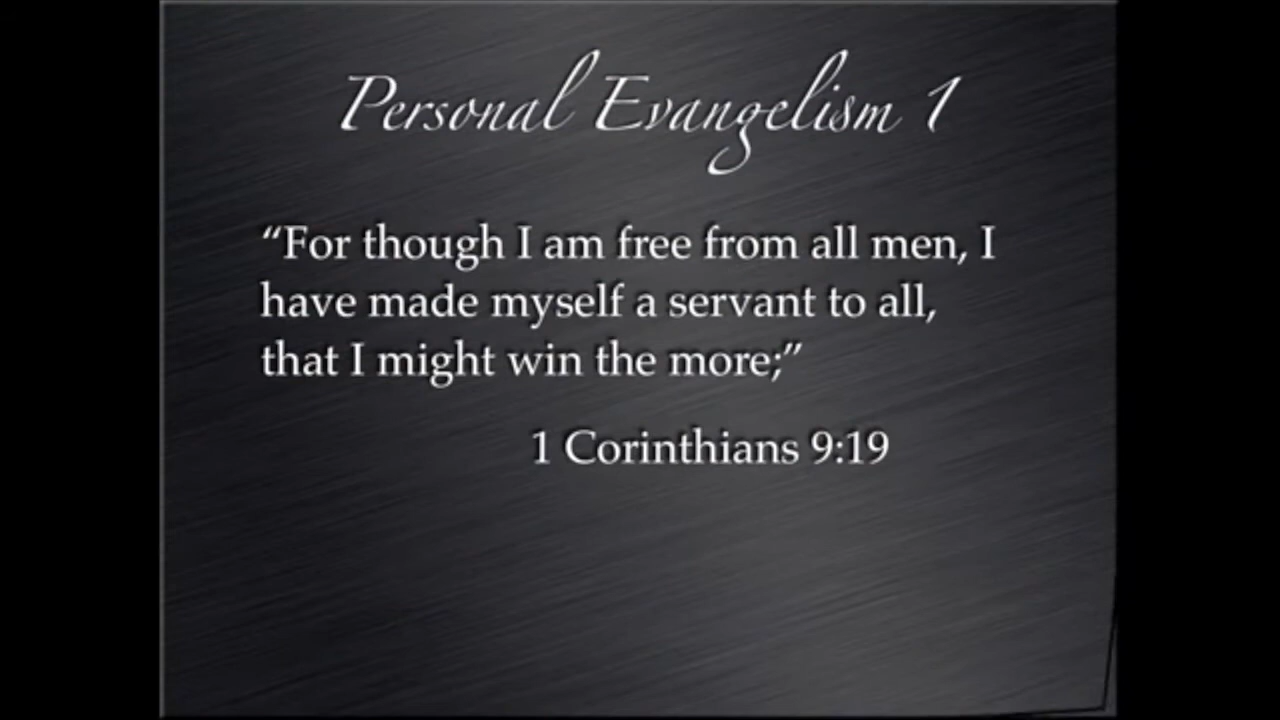 Personal Evangelism 1
“For though I am free from all men, I
have made myself a servant to all,
that I might win the more;”
1 Corinthians 9:19